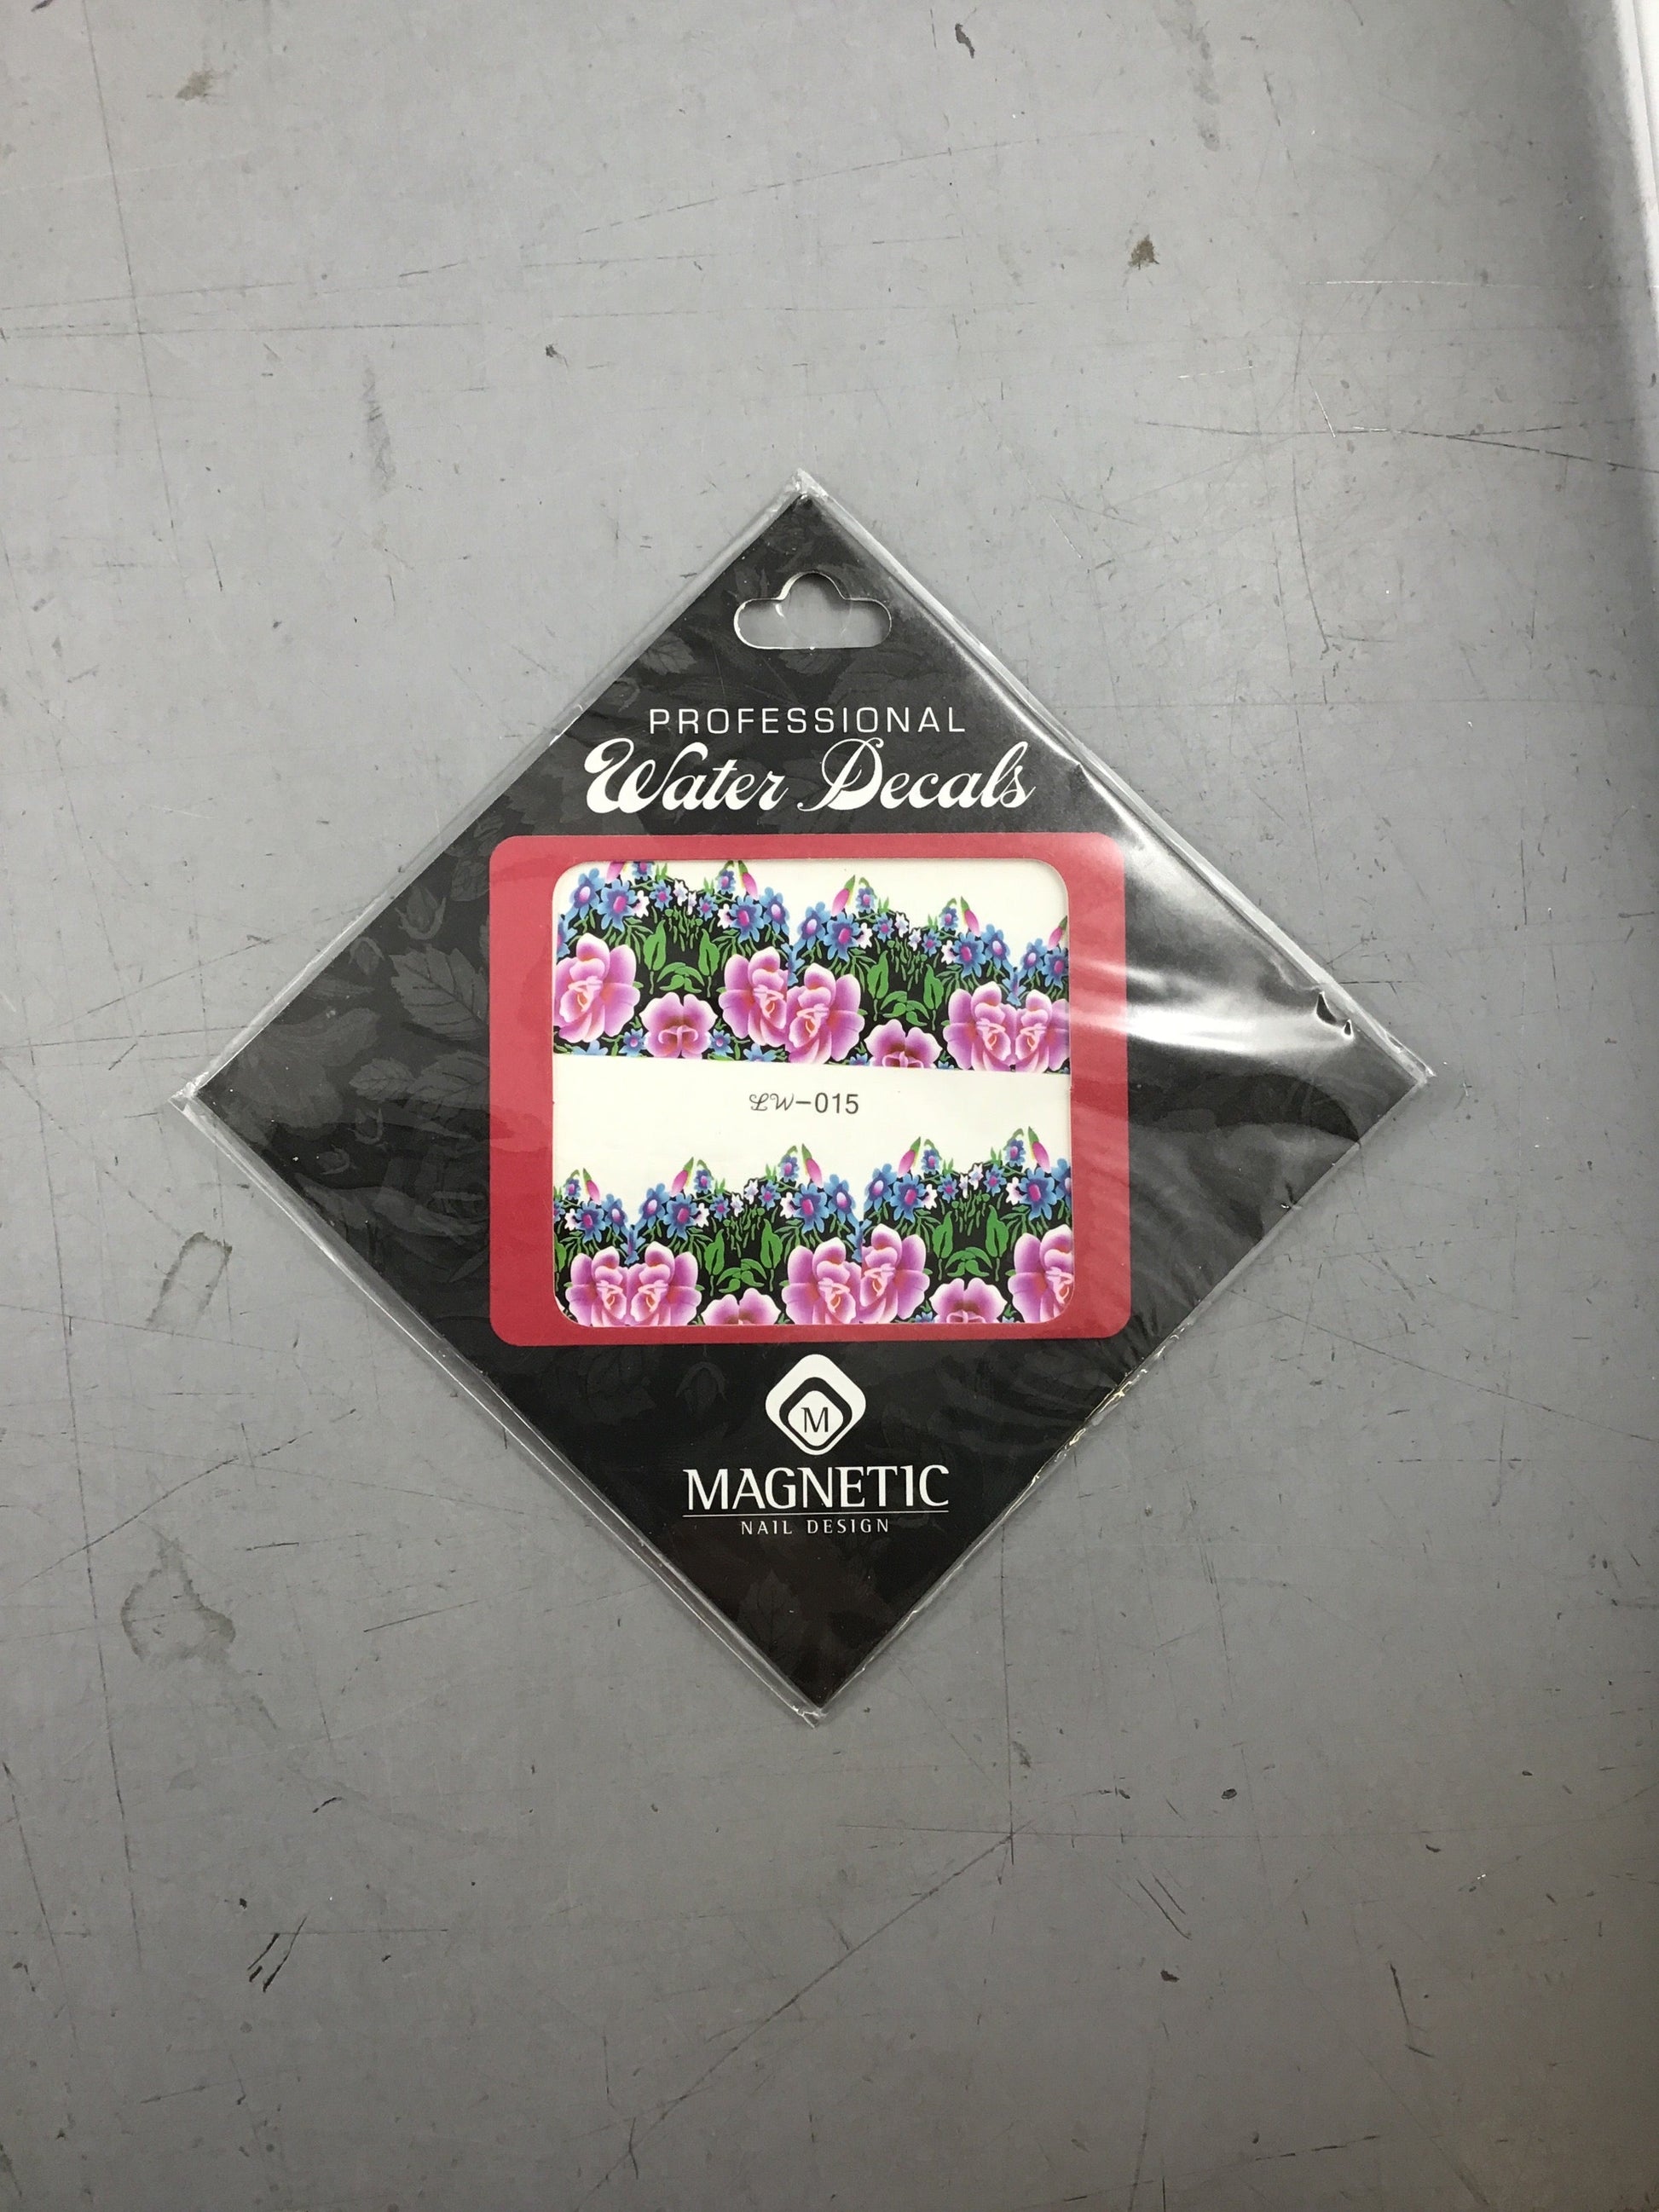 PROFESSIONAL
Water Decals
LW-015
M
MAGNETIC
NAIL DESIGN